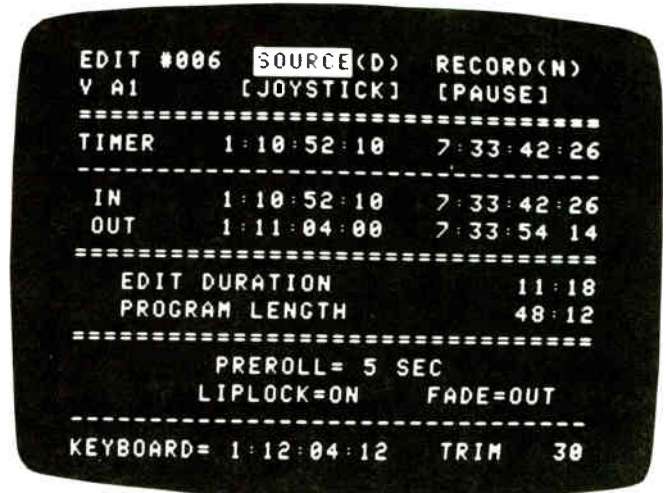 EDIT #006 SOURCE(D) RECORD(N)
V A1 [JOYSTICK] [PAUSE]
==================================
TIMER 1:10:52:10 7:33:42:26
----------------------------------
IN 1:10:52:10 7:33:42:26
OUT 1:11:04:00 7:33:54 14
==================================
EDIT DURATION 11:18
PROGRAM LENGTH 48:12
==================================
PREROLL= 5 SEC
LIPLOCK=ON FADE=OUT
----------------------------------
KEYBOARD= 1:12:04:12 TRIM 30